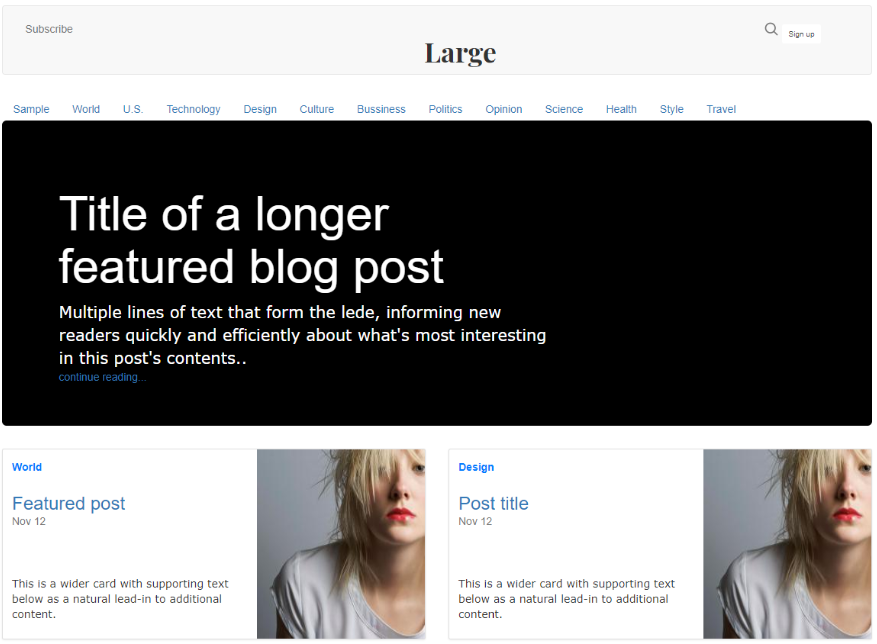 Subscribe
Sign up
Large
Sample World U.S. Technology Design Culture Bussiness Politics Opinion Science Health Style Travel
Title of a longer
featured blog post
Multiple lines of text that form the lede, informing new
readers quickly and efficiently about what's most interesting
in this post's contents..
continue reading...
World
Featured post
Nov 12
This is a wider card with supporting text
below as a natural lead-in to additional
content.
Design
Post title
Nov 12
This is a wider card with supporting text
below as a natural lead-in to additional
content.